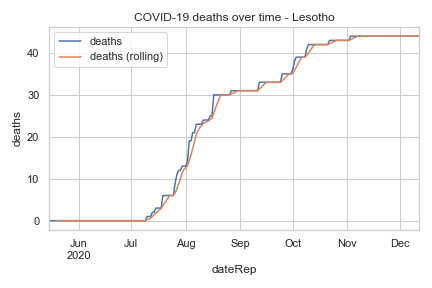 COVID-19 deaths over time - Lesotho
deaths
deaths (rolling)
deaths
40
30
20
10
0
Jun
2020
Jul
Aug
Sep
Oct
Nov
Dec
dateRep